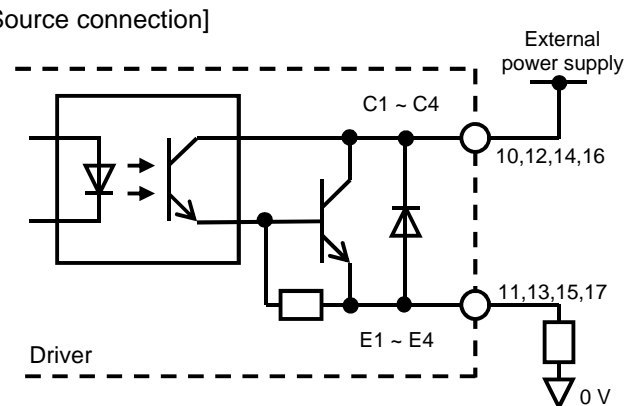 Source connection]
External
power supply
C1 ~ C4
10,12,14,16
11,13,15,17
E1 ~ E4
Driver
0 V